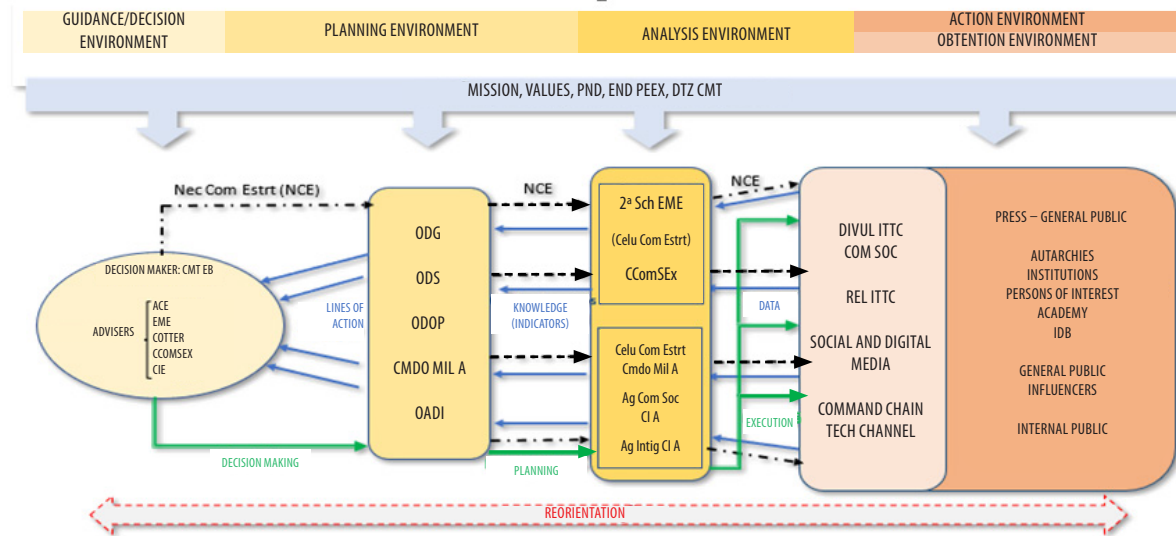 GUIDANCE/DECISION
ENVIRONMENT
PLANNING ENVIRONMENT
ANALYSIS ENVIRONMENT
ACTION ENVIRONMENT
OBTENTION ENVIRONMENT
MISSION, VALUES, PND, END PEEX, DTZ CMT
Nec Com Estrt (NCE)
NCE
NCE
DECISION MAKER: CMT EB
ADVISERS
ACE
EME
COTTER
CCOMSEX
CIE
LINES OF
ACTION
DECISION MAKING
ODG
ODS
ODOP
CMDO MIL A
OADI
KNOWLEDGE
(INDICATORS)
PLANNING
2ª Sch EME
(Celu Com Estrt)
CComSEx
Celu Com Estrt
Cmdo Mil A
Ag Com Soc
Cl A
Ag Intig Cl A
DATA
EXECUTION
DIVUL ITTC
COM SOC
REL ITTC
SOCIAL AND DIGITAL
MEDIA
COMMAND CHAIN
TECH CHANNEL
PRESS – GENERAL PUBLIC
AUTARCHIES
INSTITUTIONS
PERSONS OF INTEREST
ACADEMY
IDB
GENERAL PUBLIC
INFLUENCERS
INTERNAL PUBLIC
REORIENTATION